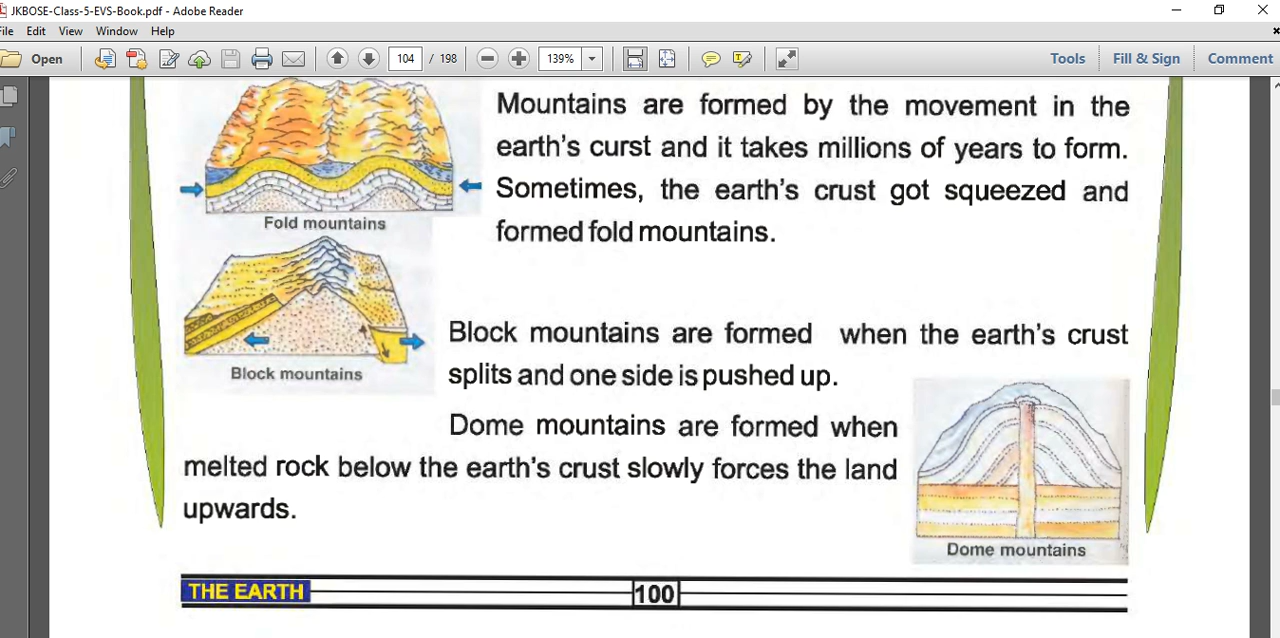 JKBOSE-Class-5-EVS-Book.pdf - Adobe Reader
File Edit View Window Help
Open 104 / 198 139% Tools Fill & Sign Comment
Mountains are formed by the movement in the
earth's curst and it takes millions of years to form.
Sometimes, the earth's crust got squeezed and
formed fold mountains.
Fold mountains
Block mountains are formed when the earth's crust
splits and one side is pushed up.
Block mountains
Dome mountains are formed when
melted rock below the earth's crust slowly forces the land
upwards.
Dome mountains
THE EARTH 100